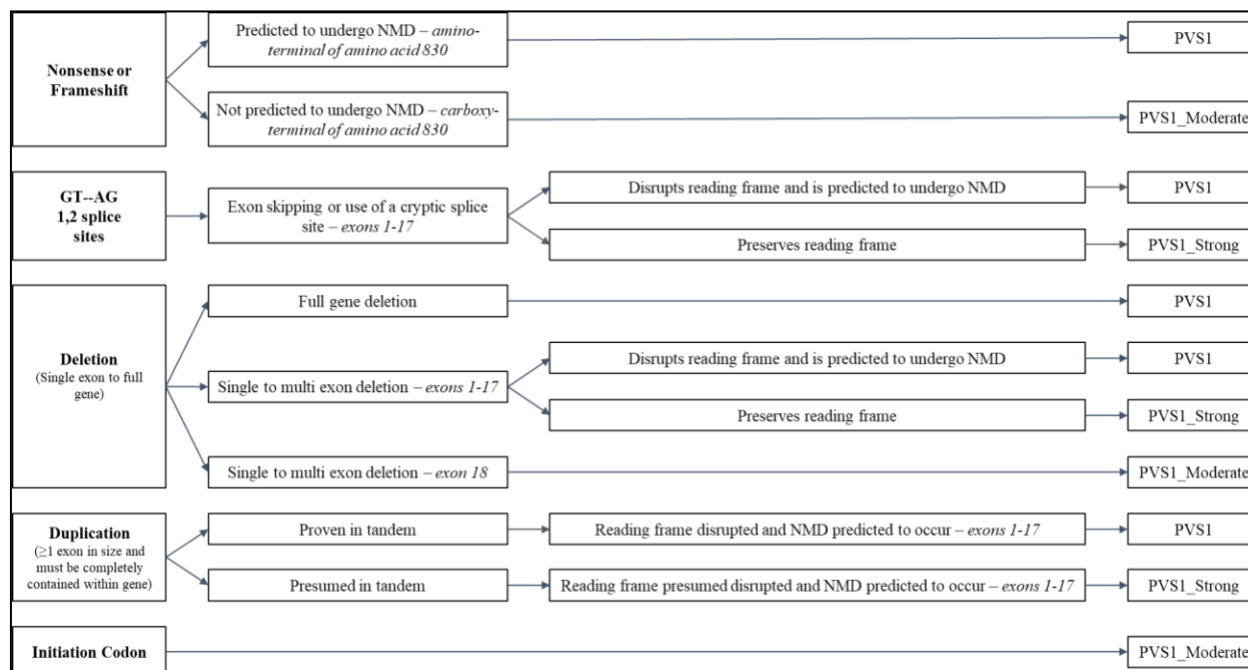 Nonsense or
Frameshift
Predicted to undergo NMD – amino-
terminal of amino acid 830
PVS1
Not predicted to undergo NMD – carboxy-
terminal of amino acid 830
PVS1_Moderate
GT--AG
1,2 splice
sites
Exon skipping or use of a cryptic splice
site – exons 1-17
Disrupts reading frame and is predicted to undergo NMD
PVS1
Preserves reading frame
PVS1_Strong
Deletion
(Single exon to full
gene)
Full gene deletion
PVS1
Single to multi exon deletion – exons 1-17
Disrupts reading frame and is predicted to undergo NMD
PVS1
Preserves reading frame
PVS1_Strong
Single to multi exon deletion – exon 18
PVS1_Moderate
Duplication
(≥1 exon in size and
must be completely
contained within gene)
Proven in tandem
Reading frame disrupted and NMD predicted to occur – exons 1-17
PVS1
Presumed in tandem
Reading frame presumed disrupted and NMD predicted to occur – exons 1-17
PVS1_Strong
Initiation Codon
PVS1_Moderate